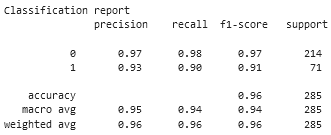 Classification report
precision recall f1-score support
0 0.97 0.98 0.97 214
1 0.93 0.90 0.91 71
accuracy 0.96 285
macro avg 0.95 0.94 0.94 285
weighted avg 0.96 0.96 0.96 285